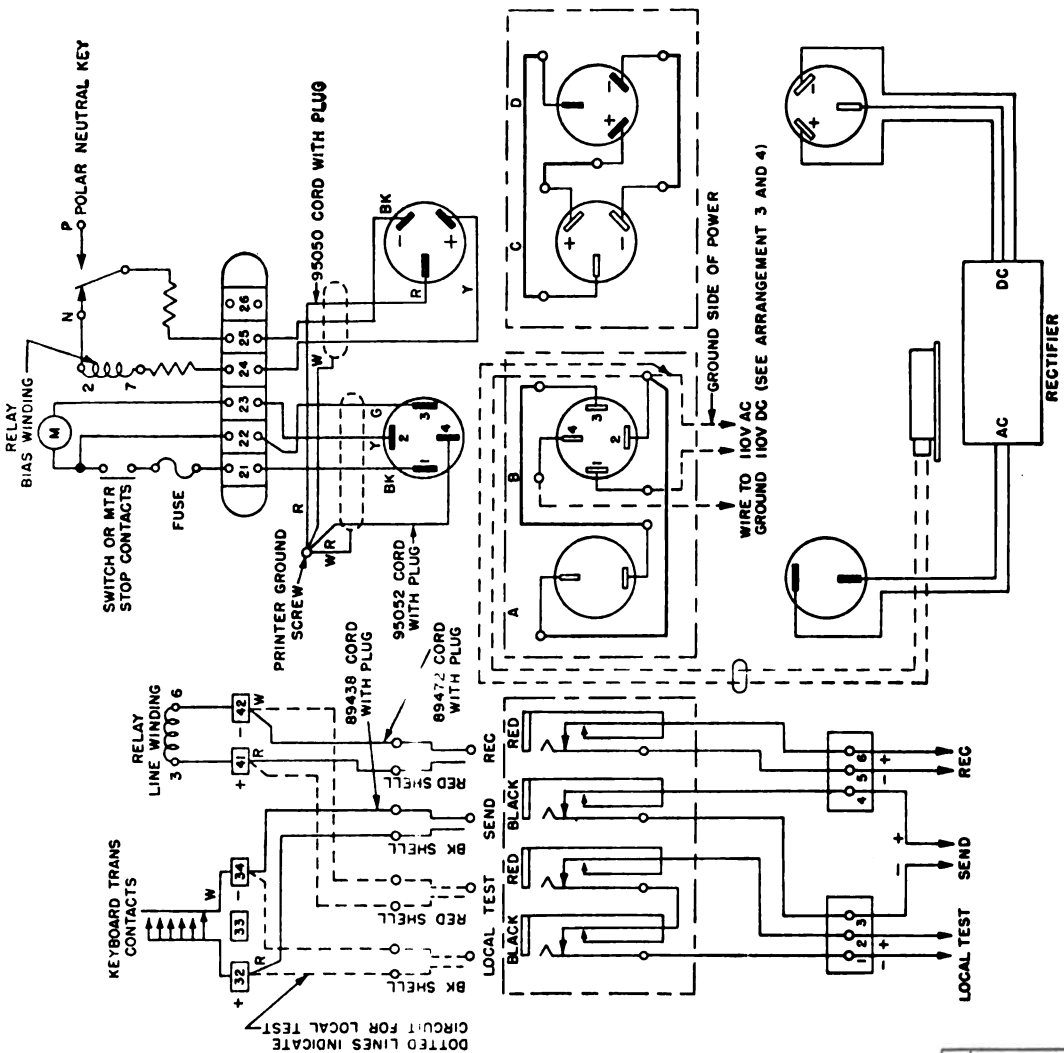 DOTTED LINES INDICATE
CIRCUIT FOR LOCAL TEST
KEYBOARD TRANS
CONTACTS
+
32
33
34
-
R
W
RELAY
LINE WINDING
3
6
+
41
42
-
R
W
89438 CORD
WITH PLUG
89472 CORD
WITH PLUG
BK SHELL
RED SHELL
BK SHELL
RED SHELL
LOCAL TEST
SEND
REC
BLACK
RED
BLACK
RED
1
2
3
4
5
6
-
+
-
+
-
+
LOCAL TEST
SEND
REC
RELAY
BIAS WINDING
SWITCH OR MTR
STOP CONTACTS
FUSE
M
2
7
N
P
POLAR NEUTRAL KEY
21
22
23
24
25
26
PRINTER GROUND
SCREW
R
W
R
W
95052 CORD
WITH PLUG
95050 CORD WITH PLUG
BK
Y
G
1
2
3
4
BK
R
Y
-
+
A
B
1
2
3
4
C
D
+
-
+
-
GROUND SIDE OF POWER
WIRE TO
GROUND
110V AC
110V DC (SEE ARRANGEMENT 3 AND 4)
AC
DC
RECTIFIER
+
-